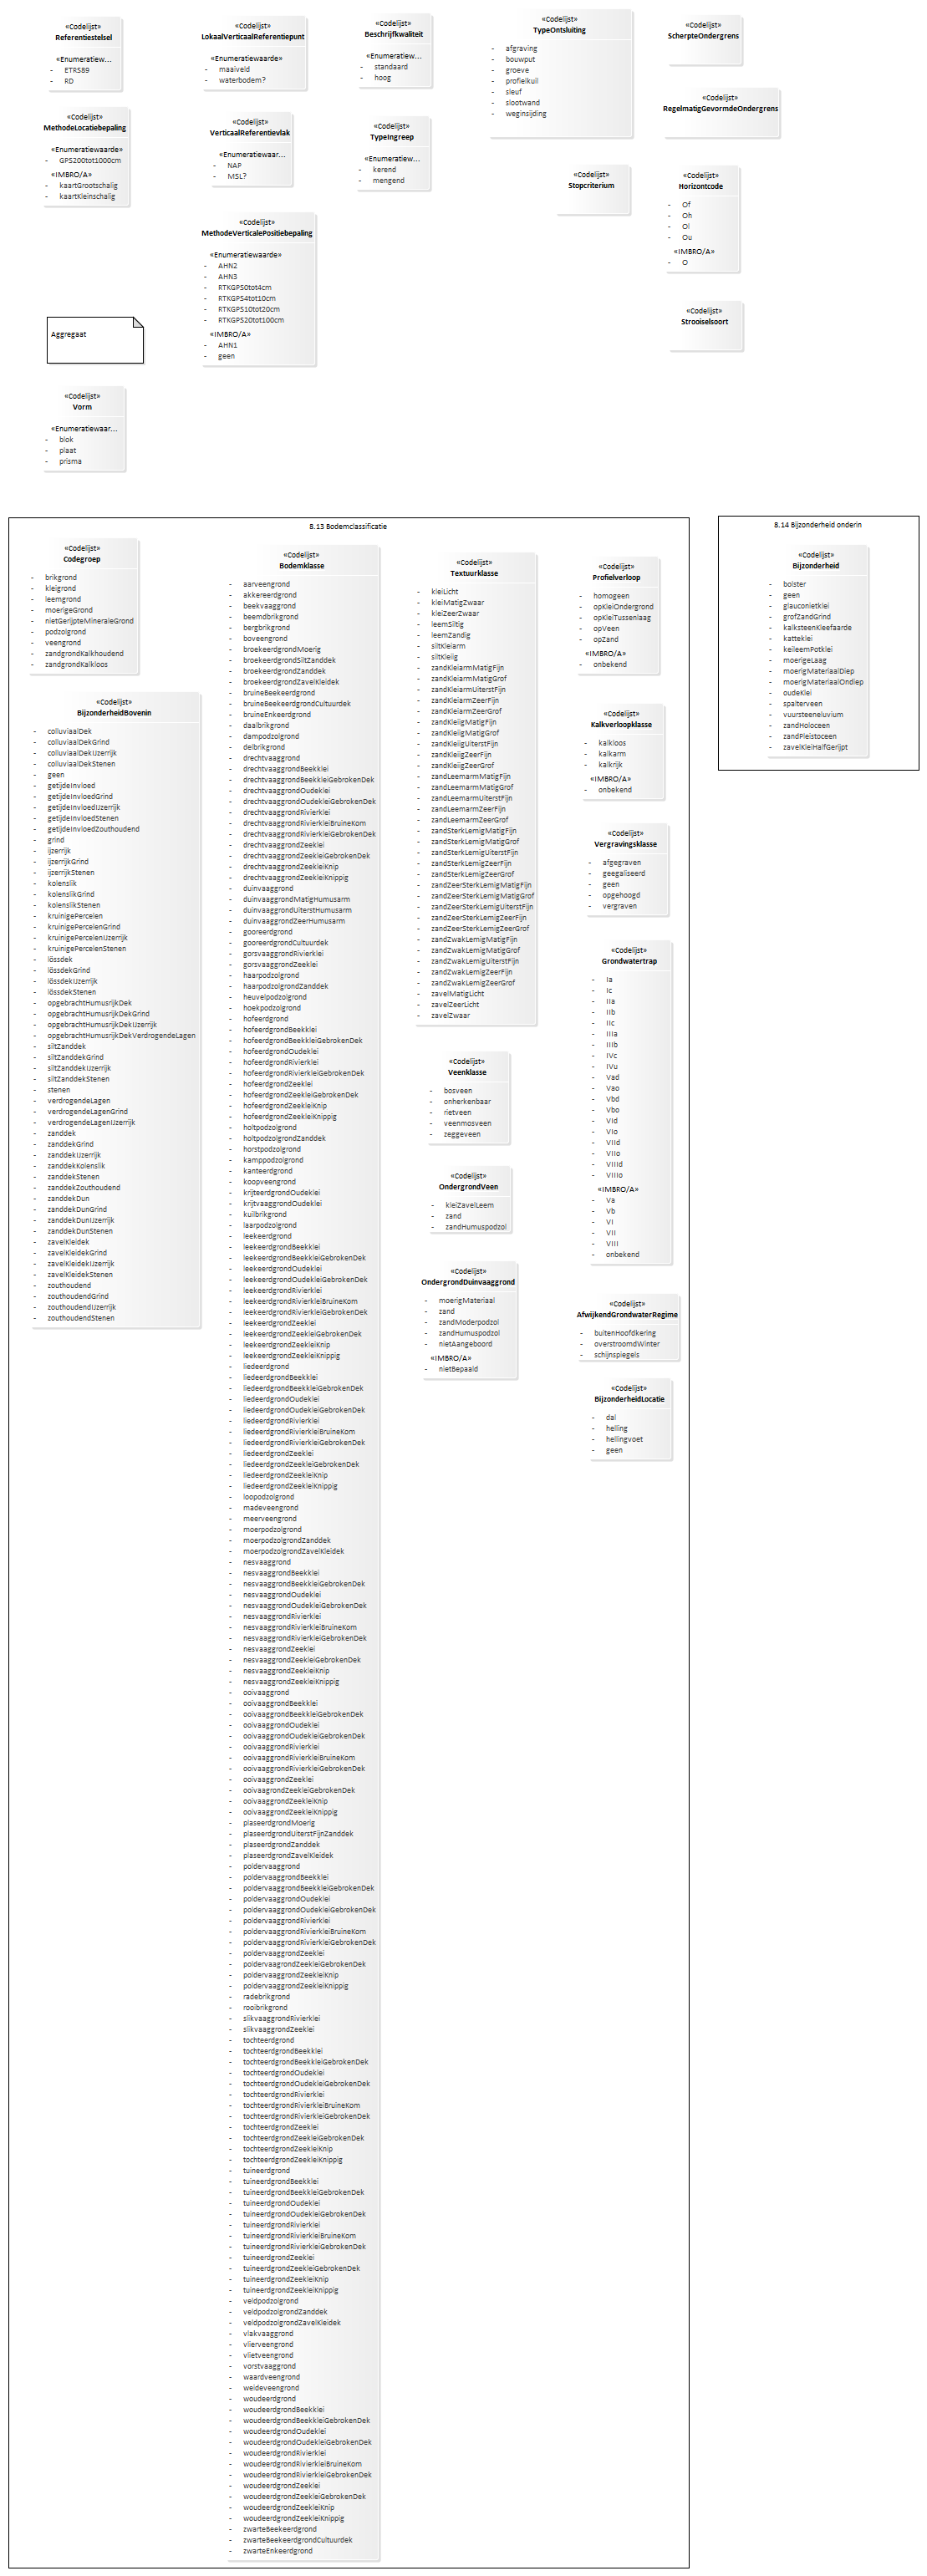 «Codelijst»
Referentiestelsel
«Enumeratiew...
- ETRS89
- RD
«Codelijst»
LokaalVerticaalReferentiepunt
«Enumeratiewaarde»
- maaiveld
- waterbodem?
«Codelijst»
Beschrijfkwaliteit
«Enumeratiew...
- standaard
- hoog
«Codelijst»
TypeOntsluiting
- afgraving
- bouwput
- groeve
- profielkuil
- sleuf
- slootwand
- weginsijding
«Codelijst»
ScherpteOndergrens
«Codelijst»
RegelmatigGevormdeOndergrens
«Codelijst»
MethodeLocatiebepaling
«Enumeratiewaarde»
- GPS200tot1000cm
«IMBRO/A»
- kaartGrootschalig
- kaartKleinschalig
«Codelijst»
VerticaalReferentievlak
«Enumeratiewaar...
- NAP
- MSL?
«Codelijst»
TypeIngreep
«Enumeratiew...
- kerend
- mengend
«Codelijst»
Stopcriterium
«Codelijst»
Horizontcode
- Of
- Oh
- Ol
- Ou
«IMBRO/A»
- O
«Codelijst»
MethodeVerticalePositiebepaling
«Enumeratiewaarde»
- AHN2
- AHN3
- RTKGPS0tot4cm
- RTKGPS4tot10cm
- RTKGPS10tot20cm
- RTKGPS20tot100cm
«IMBRO/A»
- AHN1
- geen
«Codelijst»
Strooiselsoort
Aggregaat
«Codelijst»
Vorm
«Enumeratiewaar...
- blok
- plaat
- prisma
B.13 Bodemclassificatie
«Codelijst»
Codegroep
- brikgrond
- kleigrond
- leemgrond
- moerigeGrond
- nietGerijpteMineraleGrond
- podzolgrond
- veengrond
- zandgrondKalkhoudend
- zandgrondKalkloos
«Codelijst»
BijzonderheidBovenin
- colluviaalDek
- colluviaalDekGrind
- colluviaalDekIJzerrijk
- colluviaalDekStenen
- geen
- getijdeInvloed
- getijdeInvloedGrind
- getijdeInvloedIJzerrijk
- getijdeInvloedStenen
- getijdeInvloedZouthoudend
- grind
- ijzerrijk
- ijzerrijkGrind
- ijzerrijkStenen
- kolenslik
- kolenslikGrind
- kolenslikStenen
- kruinigePercelen
- kruinigePercelenGrind
- kruinigePercelenIJzerrijk
- kruinigePercelenStenen
- lössdek
- lössdekGrind
- lössdekIJzerrijk
- lössdekStenen
- opgebrachtHumusrijkDek
- opgebrachtHumusrijkDekGrind
- opgebrachtHumusrijkDekIJzerrijk
- opgebrachtHumusrijkDekVerdrogendeLagen
- siltZanddek
- siltZanddekGrind
- siltZanddekIJzerrijk
- siltZanddekStenen
- stenen
- verdrogendeLagen
- verdrogendeLagenGrind
- verdrogendeLagenIJzerrijk
- zanddek
- zanddekGrind
- zanddekIJzerrijk
- zanddekKolenslik
- zanddekStenen
- zanddekZouthoudend
- zanddekDun
- zanddekDunGrind
- zanddekDunIJzerrijk
- zanddekDunStenen
- zavelKleidek
- zavelKleidekGrind
- zavelKleidekIJzerrijk
- zavelKleidekStenen
- zouthoudend
- zouthoudendGrind
- zouthoudendIJzerrijk
- zouthoudendStenen
«Codelijst»
Bodemklasse
- aarveengrond
- akkereerdgrond
- beekvaaggrond
- beemdbrikgrond
- bergbrikgrond
- boveengrond
- broekeerdgrondMoerig
- broekeerdgrondSiltZanddek
- broekeerdgrondZanddek
- broekeerdgrondZavelKleidek
- bruineBeekeerdgrond
- bruineBeekeerdgrondCultuurdek
- bruineEnkeerdgrond
- daalbrikgrond
- dampodzolgrond
- delbrikgrond
- drechtvaaggrond
- drechtvaaggrondBeekklei
- drechtvaaggrondBeekkleiGebrokenDek
- drechtvaaggrondOudeklei
- drechtvaaggrondOudekleiGebrokenDek
- drechtvaaggrondRivierklei
- drechtvaaggrondRivierkleiBruineKom
- drechtvaaggrondRivierkleiGebrokenDek
- drechtvaaggrondZeeklei
- drechtvaaggrondZeekleiGebrokenDek
- drechtvaaggrondZeekleiKnip
- drechtvaaggrondZeekleiKnippig
- duinvaaggrond
- duinvaaggrondMatigHumusarm
- duinvaaggrondUiterstHumusarm
- duinvaaggrondZeerHumusarm
- gooreerdgrond
- gooreerdgrondCultuurdek
- gorsvaaggrondRivierklei
- gorsvaaggrondZeeklei
- haarpodzolgrond
- haarpodzolgrondZanddek
- heuvelpodzolgrond
- hoekpodzolgrond
- hofeerdgrond
- hofeerdgrondBeekklei
- hofeerdgrondBeekkleiGebrokenDek
- hofeerdgrondOudeklei
- hofeerdgrondRivierklei
- hofeerdgrondRivierkleiGebrokenDek
- hofeerdgrondZeeklei
- hofeerdgrondZeekleiGebrokenDek
- hofeerdgrondZeekleiKnip
- hofeerdgrondZeekleiKnippig
- holtpodzolgrond
- holtpodzolgrondZanddek
- horstpodzolgrond
- kamppodzolgrond
- kanteerdgrond
- koopveengrond
- krijteerdgrondOudeklei
- krijtvaaggrondOudeklei
- kuilbrikgrond
- laarpodzolgrond
- leekeerdgrond
- leekeerdgrondBeekklei
- leekeerdgrondBeekkleiGebrokenDek
- leekeerdgrondOudeklei
- leekeerdgrondOudekleiGebrokenDek
- leekeerdgrondRivierklei
- leekeerdgrondRivierkleiBruineKom
- leekeerdgrondRivierkleiGebrokenDek
- leekeerdgrondZeeklei
- leekeerdgrondZeekleiGebrokenDek
- leekeerdgrondZeekleiKnip
- leekeerdgrondZeekleiKnippig
- liedeerdgrond
- liedeerdgrondBeekklei
- liedeerdgrondBeekkleiGebrokenDek
- liedeerdgrondOudeklei
- liedeerdgrondOudekleiGebrokenDek
- liedeerdgrondRivierklei
- liedeerdgrondRivierkleiBruineKom
- liedeerdgrondRivierkleiGebrokenDek
- liedeerdgrondZeeklei
- liedeerdgrondZeekleiGebrokenDek
- liedeerdgrondZeekleiKnip
- liedeerdgrondZeekleiKnippig
- loopodzolgrond
- madeveengrond
- meerveengrond
- moerpodzolgrond
- moerpodzolgrondZanddek
- moerpodzolgrondZavelKleidek
- nesvaaggrond
- nesvaaggrondBeekklei
- nesvaaggrondBeekkleiGebrokenDek
- nesvaaggrondOudeklei
- nesvaaggrondOudekleiGebrokenDek
- nesvaaggrondRivierklei
- nesvaaggrondRivierkleiBruineKom
- nesvaaggrondRivierkleiGebrokenDek
- nesvaaggrondZeeklei
- nesvaaggrondZeekleiGebrokenDek
- nesvaaggrondZeekleiKnip
- nesvaaggrondZeekleiKnippig
- ooivaaggrond
- ooivaaggrondBeekklei
- ooivaaggrondBeekkleiGebrokenDek
- ooivaaggrondOudeklei
- ooivaaggrondOudekleiGebrokenDek
- ooivaaggrondRivierklei
- ooivaaggrondRivierkleiBruineKom
- ooivaaggrondRivierkleiGebrokenDek
- ooivaaggrondZeeklei
- ooivaagrondZeekleiGebrokenDek
- ooivaaggrondZeekleiKnip
- ooivaaggrondZeekleiKnippig
- plaseerdgrondMoerig
- plaseerdgrondUiterstFijnZanddek
- plaseerdgrondZanddek
- plaseerdgrondZavelKleidek
- poldervaaggrond
- poldervaaggrondBeekklei
- poldervaaggrondBeekkleiGebrokenDek
- poldervaaggrondOudeklei
- poldervaaggrondOudekleiGebrokenDek
- poldervaaggrondRivierklei
- poldervaaggrondRivierkleiBruineKom
- poldervaaggrondRivierkleiGebrokenDek
- poldervaaggrondZeeklei
- poldervaagrondZeekleiGebrokenDek
- poldervaaggrondZeekleiKnip
- poldervaaggrondZeekleiKnippig
- radebrikgrond
- rooibrikgrond
- slikvaaggrondRivierklei
- slikvaaggrondZeeklei
- tochteerdgrond
- tochteerdgrondBeekklei
- tochteerdgrondBeekkleiGebrokenDek
- tochteerdgrondOudeklei
- tochteerdgrondOudekleiGebrokenDek
- tochteerdgrondRivierklei
- tochteerdgrondRivierkleiBruineKom
- tochteerdgrondRivierkleiGebrokenDek
- tochteerdgrondZeeklei
- tochteerdgrondZeekleiGebrokenDek
- tochteerdgrondZeekleiKnip
- tochteerdgrondZeekleiKnippig
- tuineerdgrond
- tuineerdgrondBeekklei
- tuineerdgrondBeekkleiGebrokenDek
- tuineerdgrondOudeklei
- tuineerdgrondOudekleiGebrokenDek
- tuineerdgrondRivierklei
- tuineerdgrondRivierkleiBruineKom
- tuineerdgrondRivierkleiGebrokenDek
- tuineerdgrondZeeklei
- tuineerdgrondZeekleiGebrokenDek
- tuineerdgrondZeekleiKnip
- tuineerdgrondZeekleiKnippig
- veldpodzolgrond
- veldpodzolgrondZanddek
- veldpodzolgrondZavelKleidek
- vlakvaaggrond
- vlierveengrond
- vlietveengrond
- vorstvaaggrond
- waardveengrond
- weideveengrond
- woudeerdgrond
- woudeerdgrondBeekklei
- woudeerdgrondBeekkleiGebrokenDek
- woudeerdgrondOudeklei
- woudeerdgrondOudekleiGebrokenDek
- woudeerdgrondRivierklei
- woudeerdgrondRivierkleiBruineKom
- woudeerdgrondRivierkleiGebrokenDek
- woudeerdgrondZeeklei
- woudeerdgrondZeekleiGebrokenDek
- woudeerdgrondZeekleiKnip
- woudeerdgrondZeekleiKnippig
- zwarteBeekeerdgrond
- zwarteBeekeerdgrondCultuurdek
- zwarteEnkeerdgrond
«Codelijst»
Textuurklasse
- kleiLicht
- kleiMatigZwaar
- kleiZeerZwaar
- leemSiltig
- leemZandig
- siltKleiarm
- siltKleiig
- zandKleiarmMatigFijn
- zandKleiarmMatigGrof
- zandKleiarmUiterstFijn
- zandKleiarmZeerFijn
- zandKleiarmZeerGrof
- zandKleiigMatigFijn
- zandKleiigMatigGrof
- zandKleiigUiterstFijn
- zandKleiigZeerFijn
- zandKleiigZeerGrof
- zandLeemarmMatigFijn
- zandLeemarmMatigGrof
- zandLeemarmUiterstFijn
- zandLeemarmZeerFijn
- zandLeemarmZeerGrof
- zandSterkLemigMatigFijn
- zandSterkLemigMatigGrof
- zandSterkLemigUiterstFijn
- zandSterkLemigZeerFijn
- zandSterkLemigZeerGrof
- zandZeerSterkLemigMatigFijn
- zandZeerSterkLemigMatigGrof
- zandZeerSterkLemigUiterstFijn
- zandZeerSterkLemigZeerFijn
- zandZeerSterkLemigZeerGrof
- zandZwakLemigMatigFijn
- zandZwakLemigMatigGrof
- zandZwakLemigUiterstFijn
- zandZwakLemigZeerFijn
- zandZwakLemigZeerGrof
- zavelMatigLicht
- zavelZeerLicht
- zavelZwaar
«Codelijst»
Veenklasse
- bosveen
- onherkenbaar
- rietveen
- veenmosveen
- zeggeveen
«Codelijst»
OndergrondVeen
- kleiZavelLeem
- zand
- zandHumuspodzol
«Codelijst»
OndergrondDuinvaaggrond
- moerigMateriaal
- zand
- zandModerpodzol
- zandHumuspodzol
- nietAangeboord
«IMBRO/A»
- nietBepaald
«Codelijst»
Profielverloop
- homogeen
- opKleiOndergrond
- opKleiTussenlaag
- opVeen
- opZand
«IMBRO/A»
- onbekend
«Codelijst»
Kalkverloopklasse
- kalkloos
- kalkarm
- kalkrijk
«IMBRO/A»
- onbekend
«Codelijst»
Vergravingsklasse
- afgegraven
- geegaliseerd
- geen
- opgehoogd
- vergraven
«Codelijst»
Grondwatertrap
- Ia
- Ic
- IIa
- IIb
- IIc
- IIIa
- IIIb
- IVc
- IVu
- Vad
- Vao
- Vbd
- Vbo
- VId
- VIo
- VIId
- VIIo
- VIIId
- VIIIo
«IMBRO/A»
- Va
- Vb
- VI
- VII
- VIII
- onbekend
«Codelijst»
AfwijkendGrondwaterRegime
- buitenHoofdkering
- overstroomdWinter
- schijnspiegels
«Codelijst»
BijzonderheidLocatie
- dal
- helling
- hellingvoet
- geen
B.14 Bijzonderheid onderin
«Codelijst»
Bijzonderheid
- bolster
- geen
- glauconietklei
- grofZandGrind
- kalksteenKleefaarde
- katteklei
- keileemPotklei
- moerigeLaag
- moerigMateriaalDiep
- moerigMateriaalOndiep
- oudeKlei
- spalterveen
- vuursteeneluvium
- zandHoloceen
- zandPleistoceen
- zavelKleiHalfGerijpt